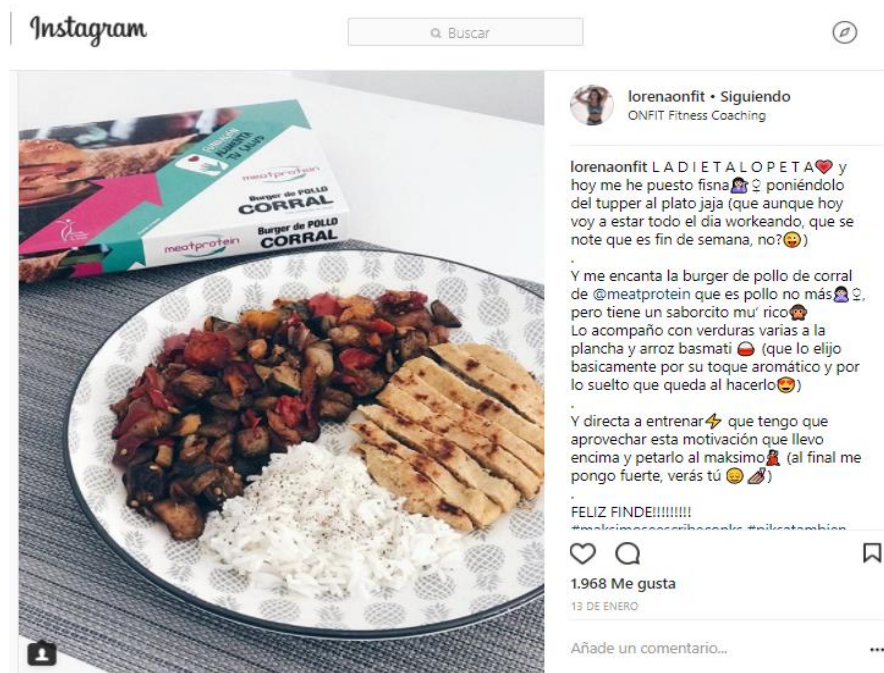 Instagram
Buscar
FUNDACIÓN
ALIMENTA
TU SALUD
meatprotein
Burger de POLLO
CORRAL
meatprotein
Burger de POLLO
CORRAL
lorenaonfit • Siguiendo
ONFIT Fitness Coaching
lorenaonfit L A D I E T A L O P E T A💓 y
hoy me he puesto fisna🤷🏻♀ poniéndolo
del tupper al plato jaja (que aunque hoy
voy a estar todo el dia workeando, que se
note que es fin de semana, no?😜)
.
Y me encanta la burger de pollo de corral
de @meatprotein que es pollo no más🤷🏻♀,
pero tiene un saborcito mu' rico🙊
Lo acompaño con verduras varias a la
plancha y arroz basmati 🍚 (que lo elijo
basicamente por su toque aromático y por
lo suelto que queda al hacerlo😍)
.
Y directa a entrenar⚡ que tengo que
aprovechar esta motivación que llevo
encima y petarlo al maksimo💃 (al final me
pongo fuerte, verás tú 😑 💅🏽)
.
FELIZ FINDE!!!!!!!!!
#maksimoseescribeconks #piksatambien
1.968 Me gusta
13 DE ENERO
Añade un comentario...